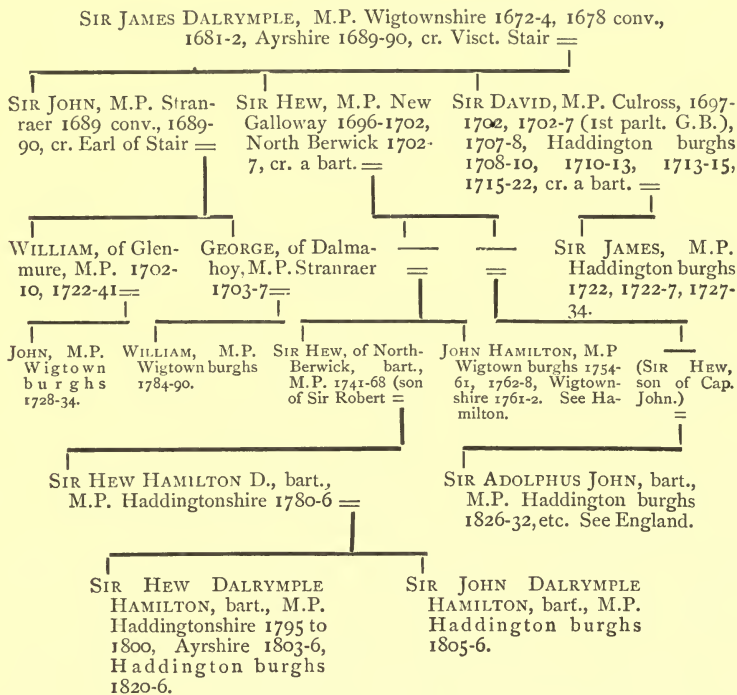 SIR JAMES DALRYMPLE, M.P. Wigtownshire 1672-4, 1678 conv.,
1681-2, Ayrshire 1689-90, cr. Visct. Stair =
SIR JOHN, M.P. Stran-
raer 1689 conv., 1689-
90, cr. Earl of Stair =
SIR HEW, M.P. New
Galloway 1696-1702,
North Berwick 1702-
7, cr. a bart. =
SIR DAVID, M.P. Culross, 1697-
1702, 1702-7 (1st parlt. G.B.),
1707-8, Haddington burghs
1708-10, 1710-13, 1713-15,
1715-22, cr. a bart. =
WILLIAM, of Glen-
mure, M.P. 1702-
10, 1722-41 =
GEORGE, of Dalma-
hoy, M.P. Stranraer
1703-7 =
— =
— =
SIR JAMES, M.P.
Haddington burghs
1722, 1722-7, 1727-
34.
JOHN, M.P.
Wigtown
burghs
1728-34.
WILLIAM, M.P.
Wigtown burghs
1784-90.
SIR HEW, of North-
Berwick, bart.,
M.P. 1741-68 (son
of Sir Robert =
JOHN HAMILTON, M.P
Wigtown burghs 1754-
61, 1762-8, Wigtown-
shire 1761-2. See Ha-
milton.
—
(SIR HEW,
son of Cap.
John.)
=
SIR HEW HAMILTON D., bart.,
M.P. Haddingtonshire 1780-6 =
SIR ADOLPHUS JOHN, bart.,
M.P. Haddington burghs
1826-32, etc. See England.
SIR HEW DALRYMPLE
HAMILTON, bart., M.P.
Haddingtonshire 1795 to
1800, Ayrshire 1803-6,
Haddington burghs
1820-6.
SIR JOHN DALRYMPLE
HAMILTON, bart., M.P.
Haddington burghs
1805-6.